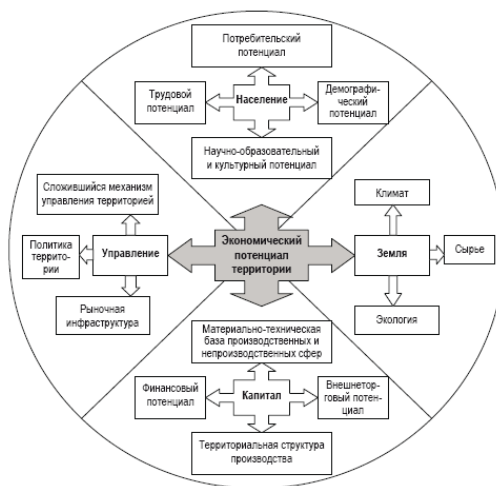 Потребительский
потенциал
Трудовой
потенциал
Население
Демографи-
ческий
потенциал
Научно-образовательный
и культурный потенциал
Сложившийся механизм
управления территорией
Политика
террито-
рии
Управление
Рыночная
инфраструктура
Экономический
потенциал
территории
Климат
Земля
Сырье
Экология
Материально-техническая
база производственных и
непроизводственных сфер
Финансовый
потенциал
Капитал
Внешнетор-
говый потен-
циал
Территориальная структура
производства